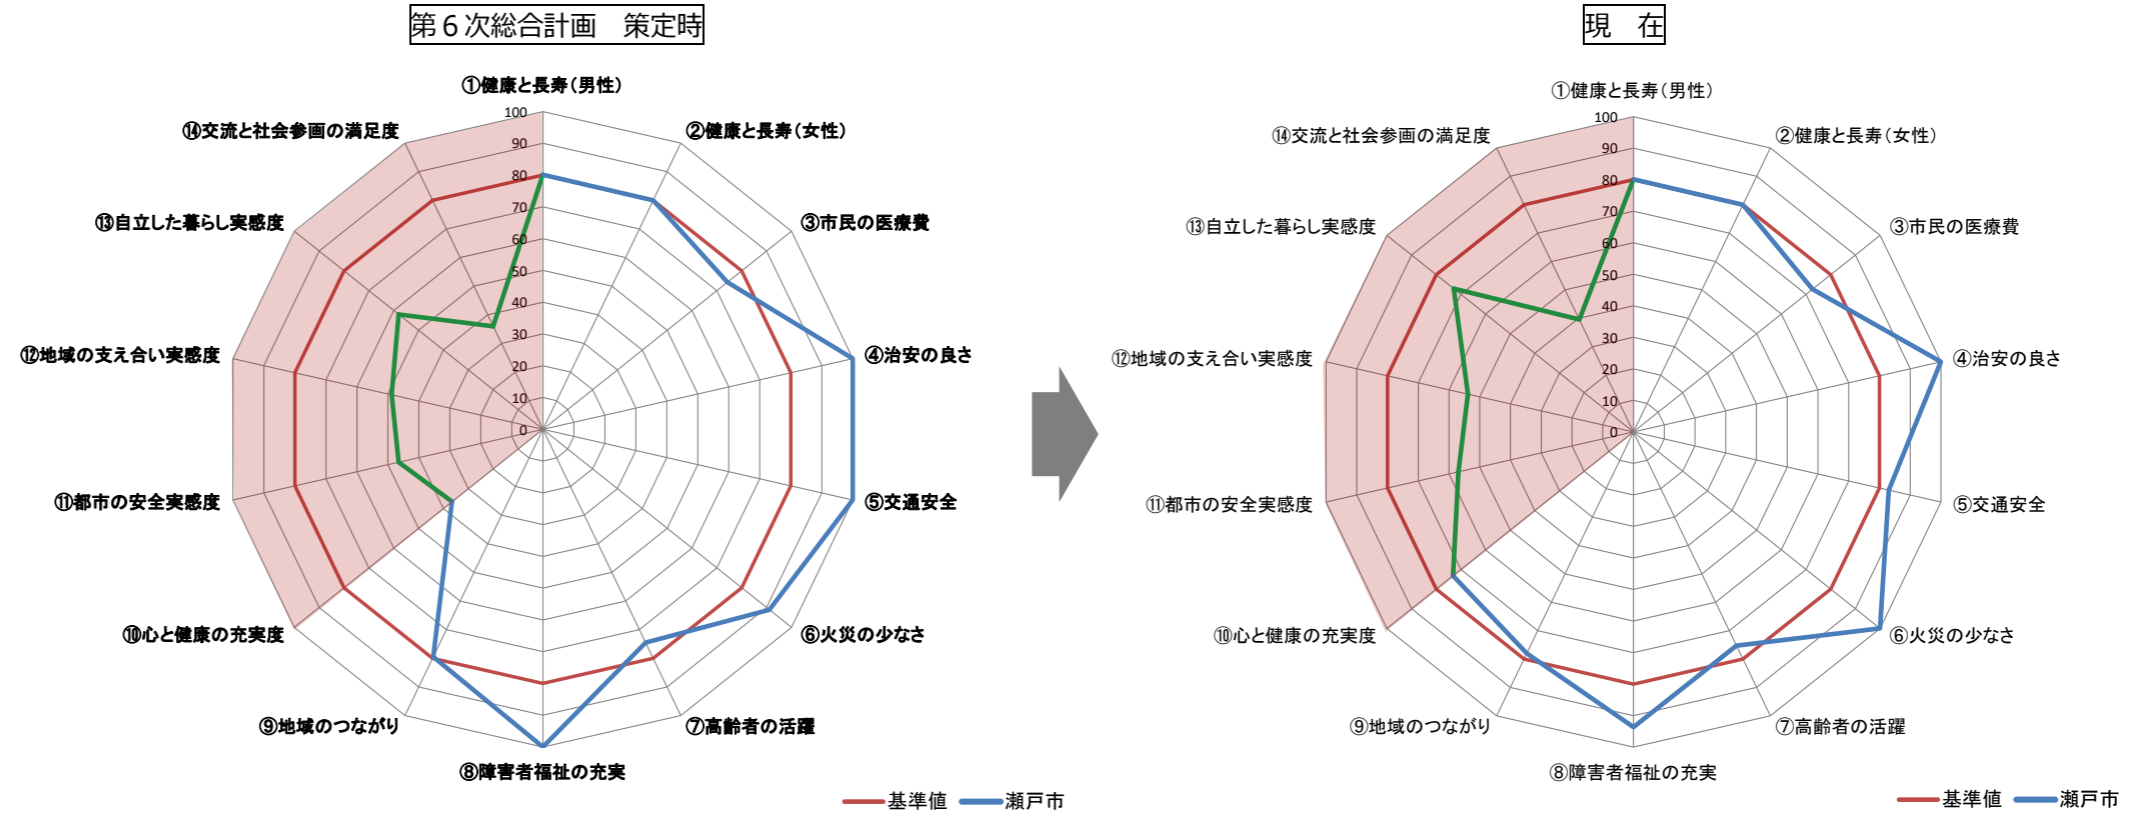 第６次総合計画　策定時
①健康と長寿（男性）
②健康と長寿（女性）
③市民の医療費
④治安の良さ
⑤交通安全
⑥火災の少なさ
⑦高齢者の活躍
⑧障害者福祉の充実
⑨地域のつながり
⑩心と健康の充実度
⑪都市の安全実感度
⑫地域の支え合い実感度
⑬自立した暮らし実感度
⑭交流と社会参画の満足度
100
90
80
70
60
50
40
30
20
10
0
基準値
瀬戸市
現　在
①健康と長寿（男性）
②健康と長寿（女性）
③市民の医療費
④治安の良さ
⑤交通安全
⑥火災の少なさ
⑦高齢者の活躍
⑧障害者福祉の充実
⑨地域のつながり
⑩心と健康の充実度
⑪都市の安全実感度
⑫地域の支え合い実感度
⑬自立した暮らし実感度
⑭交流と社会参画の満足度
100
90
80
70
60
50
40
30
20
10
0
基準値
瀬戸市